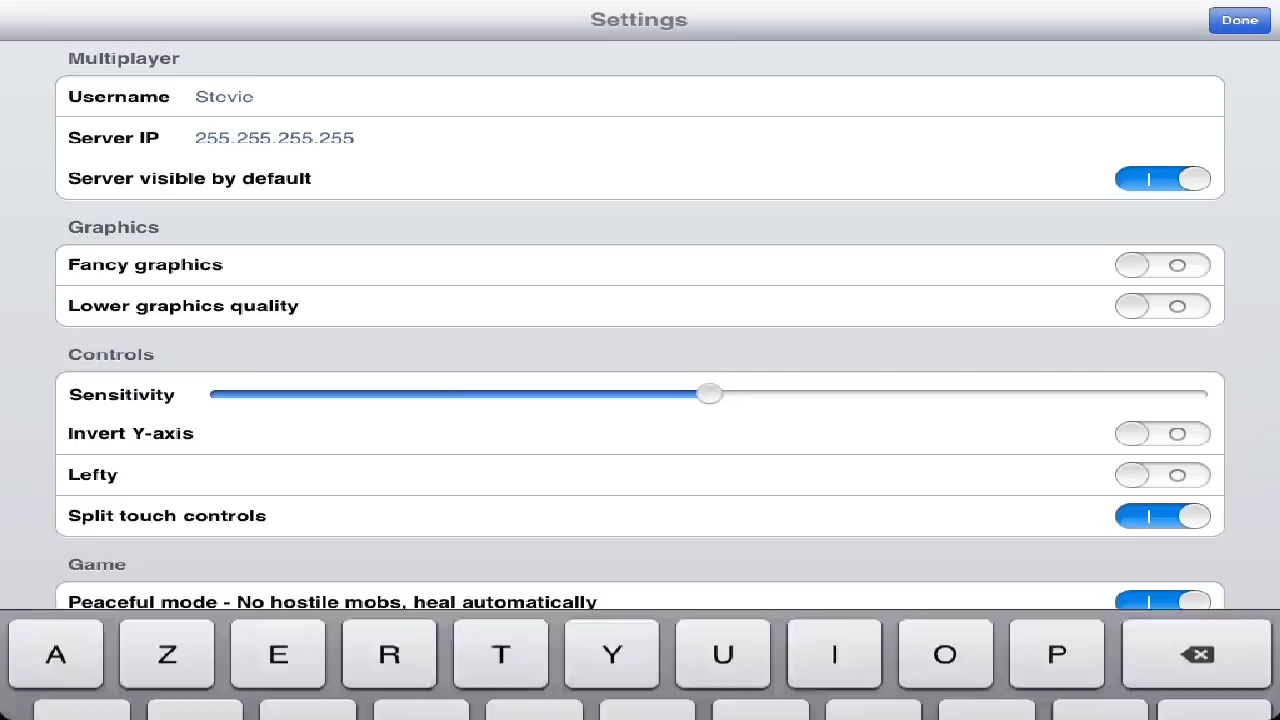 Settings
Done
Multiplayer
Username Stevie
Server IP 255.255.255.255
Server visible by default
Graphics
Fancy graphics
Lower graphics quality
Controls
Sensitivity
Invert Y-axis
Lefty
Split touch controls
Game
Peaceful mode - No hostile mobs, heal automatically
A Z E R T Y U I O P